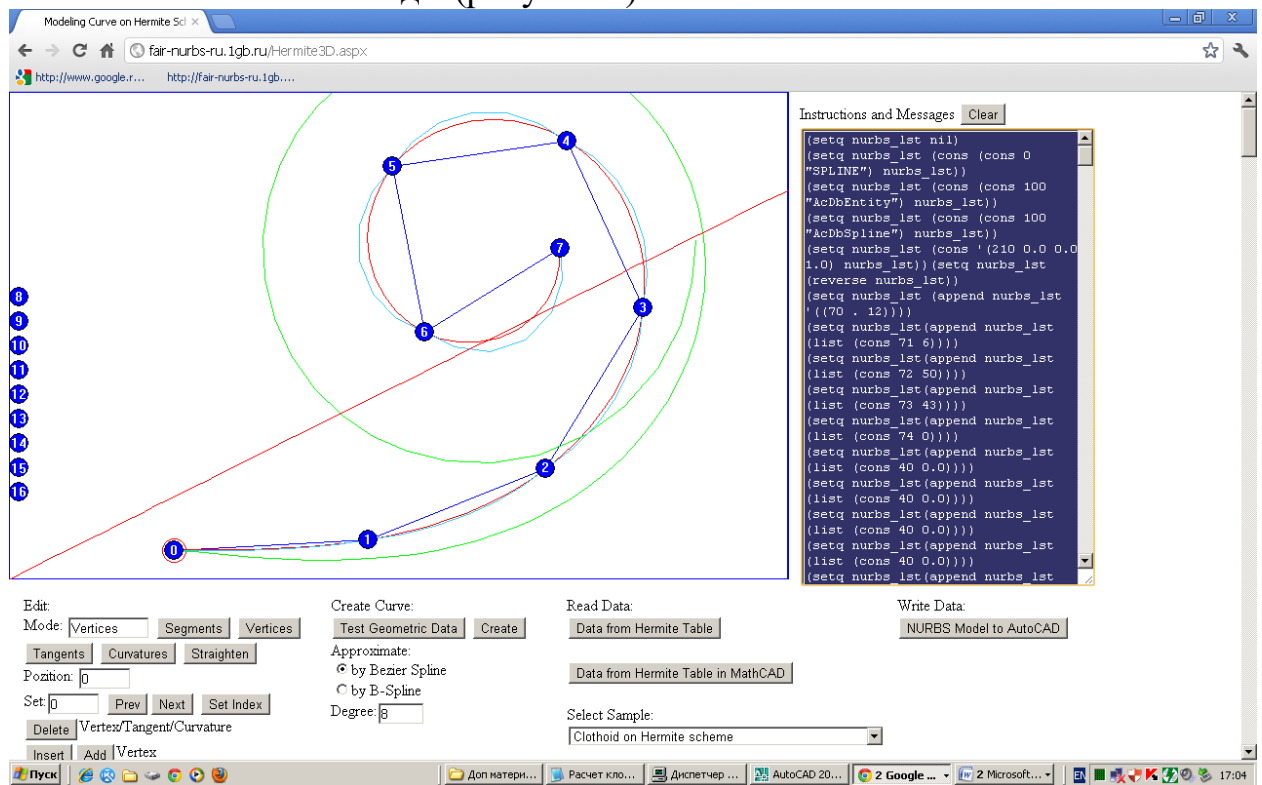 Modeling Curve on Hermite Scl
fair-nurbs-ru.1gb.ru/Hermite3D.aspx
http://www.google.r... http://fair-nurbs-ru.1gb....
Instructions and Messages Clear
(setq nurbs_lst nil)
(setq nurbs_lst (cons (cons 0
"SPLINE") nurbs_lst))
(setq nurbs_lst (cons (cons 100
"AcDbEntity") nurbs_lst))
(setq nurbs_lst (cons (cons 100
"AcDbSpline") nurbs_lst))
(setq nurbs_lst (cons '(210 0.0 0.0
1.0) nurbs_lst))(setq nurbs_lst
(reverse nurbs_lst))
(setq nurbs_lst (append nurbs_lst
'((70 . 12))))
(setq nurbs_lst(append nurbs_lst
(list (cons 71 6))))
(setq nurbs_lst(append nurbs_lst
(list (cons 72 50))))
(setq nurbs_lst(append nurbs_lst
(list (cons 73 43))))
(setq nurbs_lst(append nurbs_lst
(list (cons 74 0))))
(setq nurbs_lst(append nurbs_lst
(list (cons 40 0.0))))
(setq nurbs_lst(append nurbs_lst
(list (cons 40 0.0))))
(setq nurbs_lst(append nurbs_lst
(list (cons 40 0.0))))
(setq nurbs_lst(append nurbs_lst
(list (cons 40 0.0))))
(setq nurbs_lst(append nurbs_lst
4
5
7
3
6
2
1
0
8
9
10
11
12
13
14
15
16
Edit:
Mode: Vertices Segments Vertices
Tangents Curvatures Straighten
Pozition: 0
Set: 0 Prev Next Set Index
Delete Vertex/Tangent/Curvature
Insert Add Vertex
Create Curve:
Test Geometric Data Create
Approximate:
by Bezier Spline
by B-Spline
Degree: 8
Read Data:
Data from Hermite Table
Data from Hermite Table in MathCAD
Select Sample:
Clothoid on Hermite scheme
Write Data:
NURBS Model to AutoCAD
Пуск Доп матери... Расчет кло... Диспетчер ... AutoCAD 20... 2 Google ... 2 Microsoft... EN 17:04